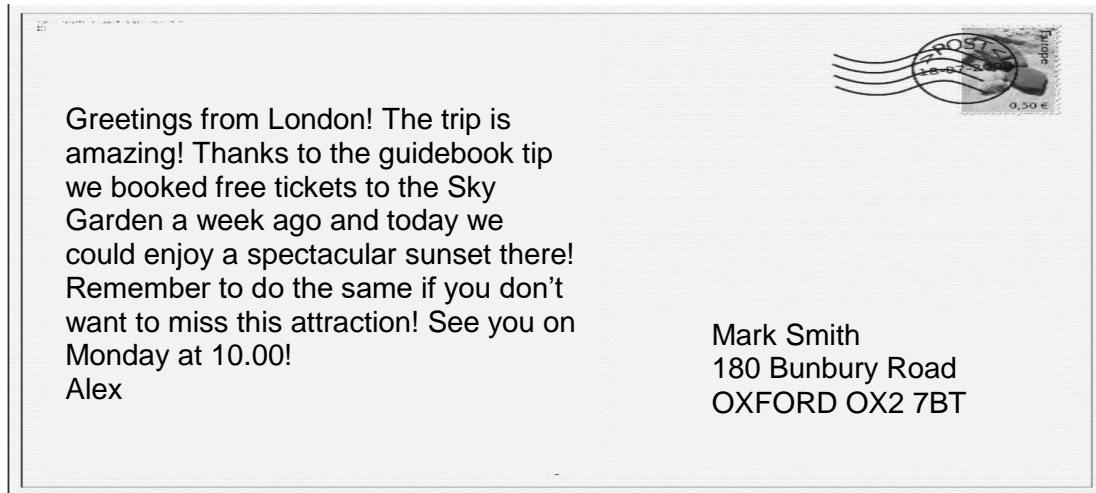 Europe
POST
18-07-20
0,50 €
Greetings from London! The trip is
amazing! Thanks to the guidebook tip
we booked free tickets to the Sky
Garden a week ago and today we
could enjoy a spectacular sunset there!
Remember to do the same if you don’t
want to miss this attraction! See you on
Monday at 10.00!
Alex
Mark Smith
180 Bunbury Road
OXFORD OX2 7BT